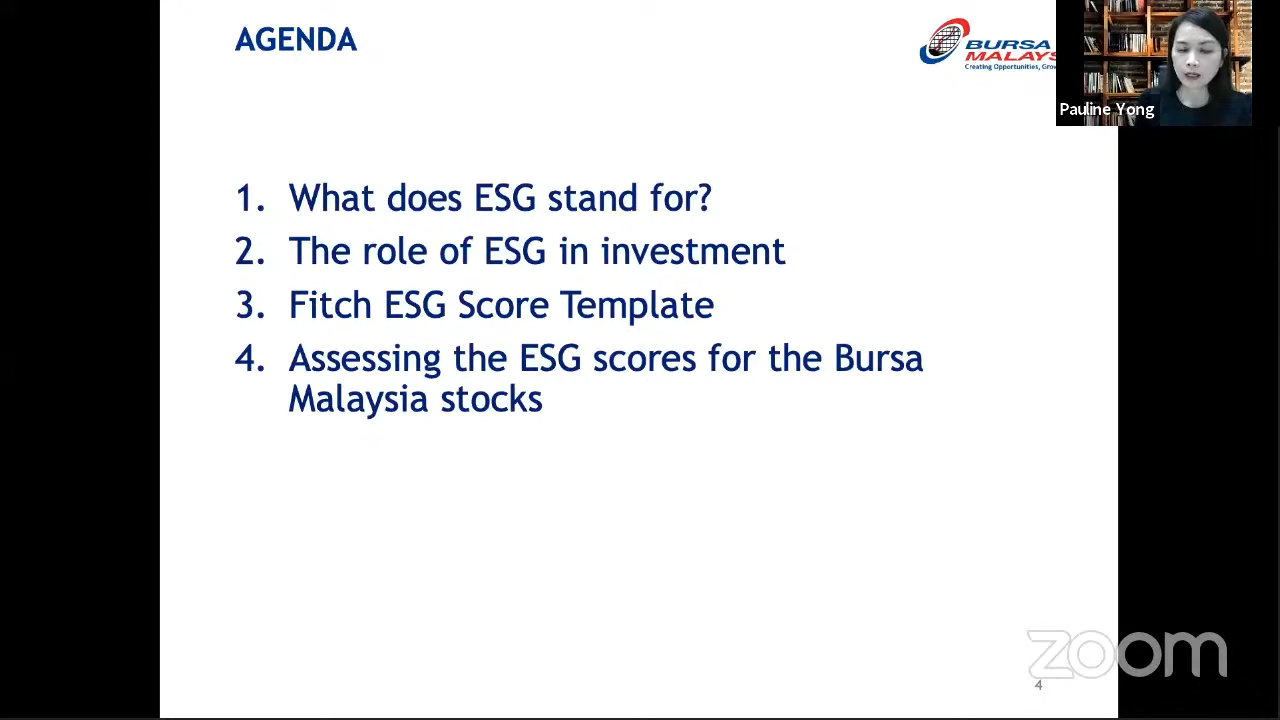 AGENDA
BURSA
MALAYS
Creating Opportunities, Grow
Pauline Yong
1. What does ESG stand for?
2. The role of ESG in investment
3. Fitch ESG Score Template
4. Assessing the ESG scores for the Bursa
Malaysia stocks
zoom
4